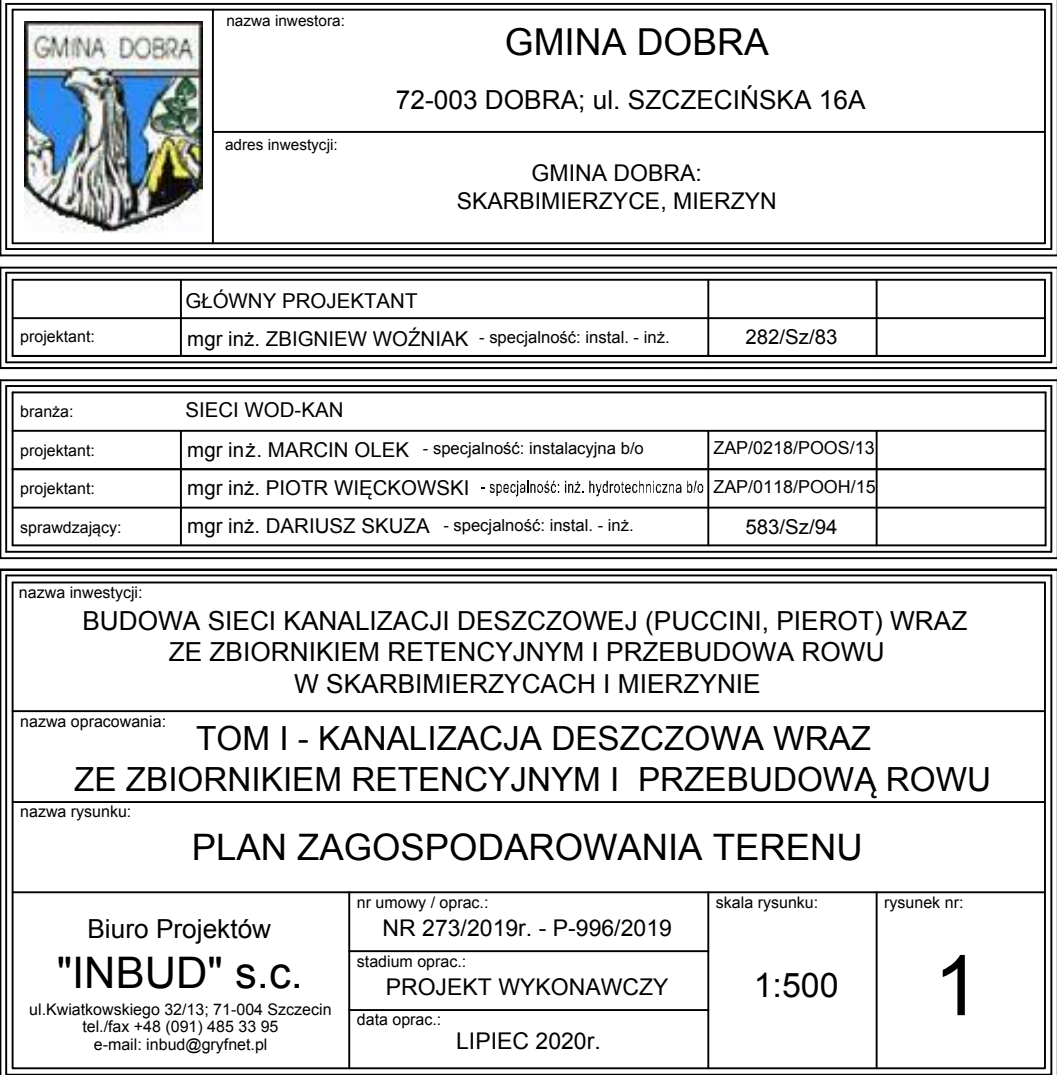 GMINA DOBRA
nazwa inwestora:
GMINA DOBRA
72-003 DOBRA; ul. SZCZECIŃSKA 16A
adres inwestycji:
GMINA DOBRA:
SKARBIMIERZYCE, MIERZYN
GŁÓWNY PROJEKTANT
projektant: mgr inż. ZBIGNIEW WOŹNIAK - specjalność: instal. - inż. 282/Sz/83
branża: SIECI WOD-KAN
projektant: mgr inż. MARCIN OLEK - specjalność: instalacyjna b/o ZAP/0218/POOS/13
projektant: mgr inż. PIOTR WIĘCKOWSKI - specjalność: inż. hydrotechniczna b/o ZAP/0118/POOH/15
sprawdzający: mgr inż. DARIUSZ SKUZA - specjalność: instal. - inż. 583/Sz/94
nazwa inwestycji:
BUDOWA SIECI KANALIZACJI DESZCZOWEJ (PUCCINI, PIEROT) WRAZ
ZE ZBIORNIKIEM RETENCYJNYM I PRZEBUDOWA ROWU
W SKARBIMIERZYCACH I MIERZYNIE
nazwa opracowania:
TOM I - KANALIZACJA DESZCZOWA WRAZ
ZE ZBIORNIKIEM RETENCYJNYM I PRZEBUDOWĄ ROWU
nazwa rysunku:
PLAN ZAGOSPODAROWANIA TERENU
Biuro Projektów
"INBUD" s.c.
ul.Kwiatkowskiego 32/13; 71-004 Szczecin
tel./fax +48 (091) 485 33 95
e-mail: inbud@gryfnet.pl
nr umowy / oprac.:
NR 273/2019r. - P-996/2019
stadium oprac.:
PROJEKT WYKONAWCZY
data oprac.:
LIPIEC 2020r.
skala rysunku:
1:500
rysunek nr:
1